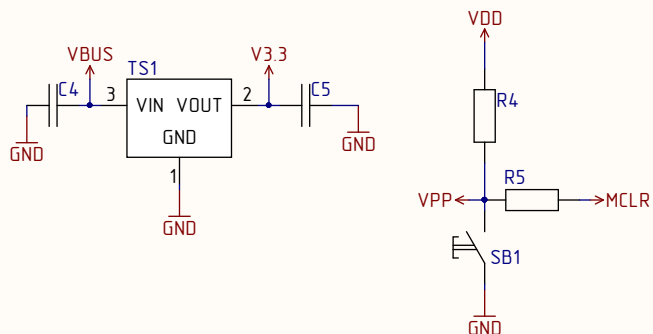 VDD
VBUS
TS1
V3.3
C4
C5
3
VIN VOUT
2
GND
R4
GND
GND
1
R5
VPP
MCLR
GND
SB1
GND